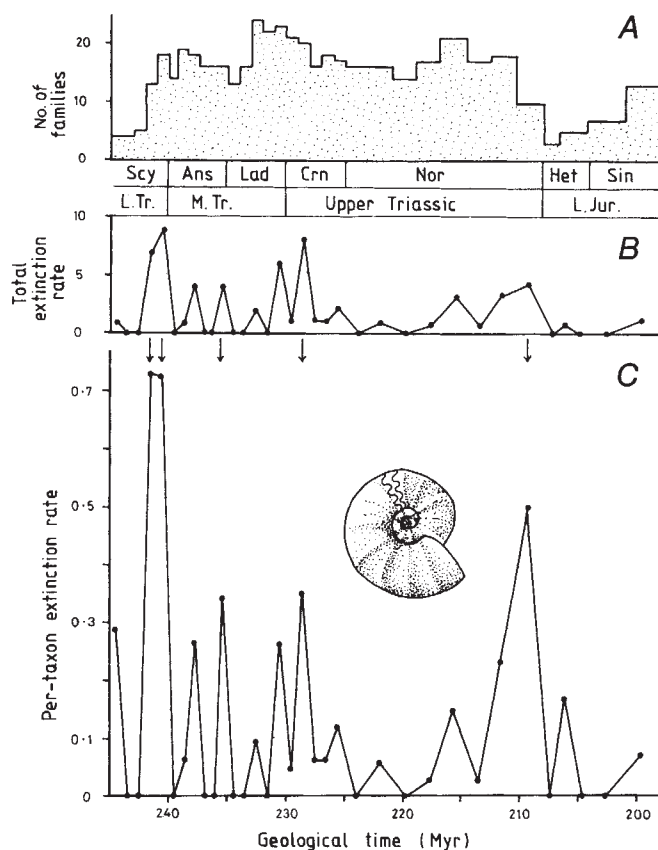 A
No. of
families
20
10
0
Scy Ans Lad Crn Nor Het Sin
L.Tr. M.Tr. Upper Triassic L.Jur.
B
Total
extinction
rate
10
5
0
C
Per-taxon extinction rate
0·7
0·5
0·3
0·1
0
240 230 220 210 200
Geological time (Myr)